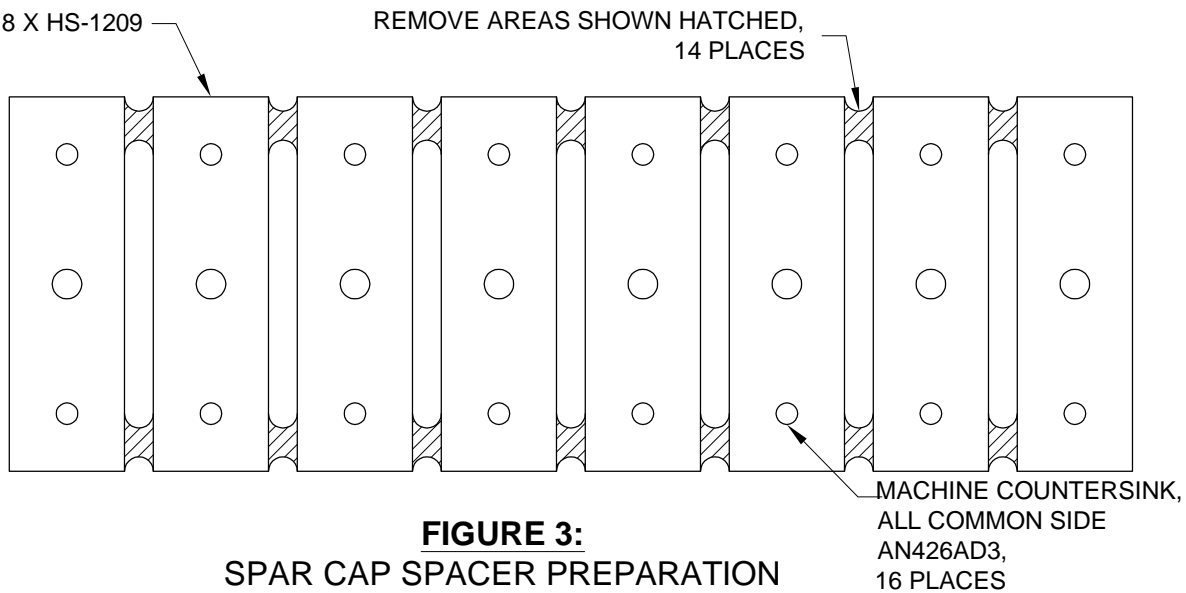 8 X HS-1209
REMOVE AREAS SHOWN HATCHED,
14 PLACES
MACHINE COUNTERSINK,
ALL COMMON SIDE
AN426AD3,
16 PLACES
FIGURE 3:
SPAR CAP SPACER PREPARATION